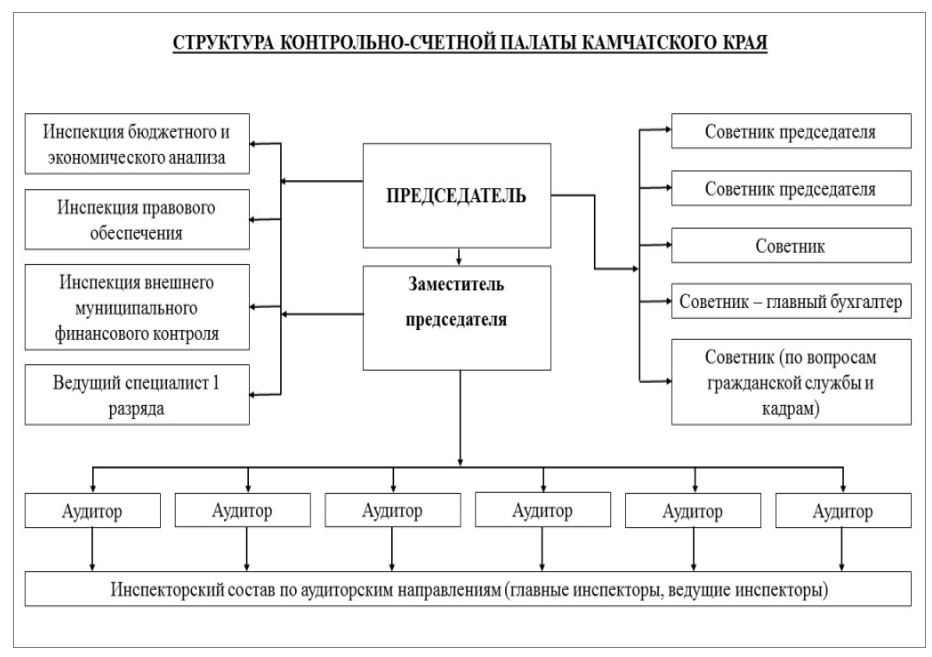 СТРУКТУРА КОНТРОЛЬНО-СЧЕТНОЙ ПАЛАТЫ КАМЧАТСКОГО КРАЯ
Инспекция бюджетного и
экономического анализа
Инспекция правового
обеспечения
Инспекция внешнего
муниципального
финансового контроля
Ведущий специалист 1
разряда
ПРЕДСЕДАТЕЛЬ
Заместитель
председателя
Советник председателя
Советник председателя
Советник
Советник – главный бухгалтер
Советник (по вопросам
гражданской службы и
кадрам)
Аудитор
Аудитор
Аудитор
Аудитор
Аудитор
Аудитор
Инспекторский состав по аудиторским направлениям (главные инспекторы, ведущие инспекторы)